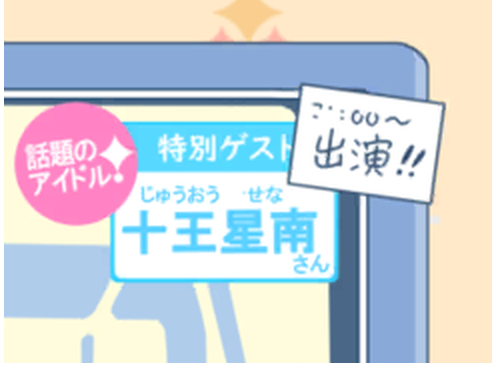 話題の
アイドル!
特別ゲスト
じゅうおう せな
十王星南
さん
出演!!